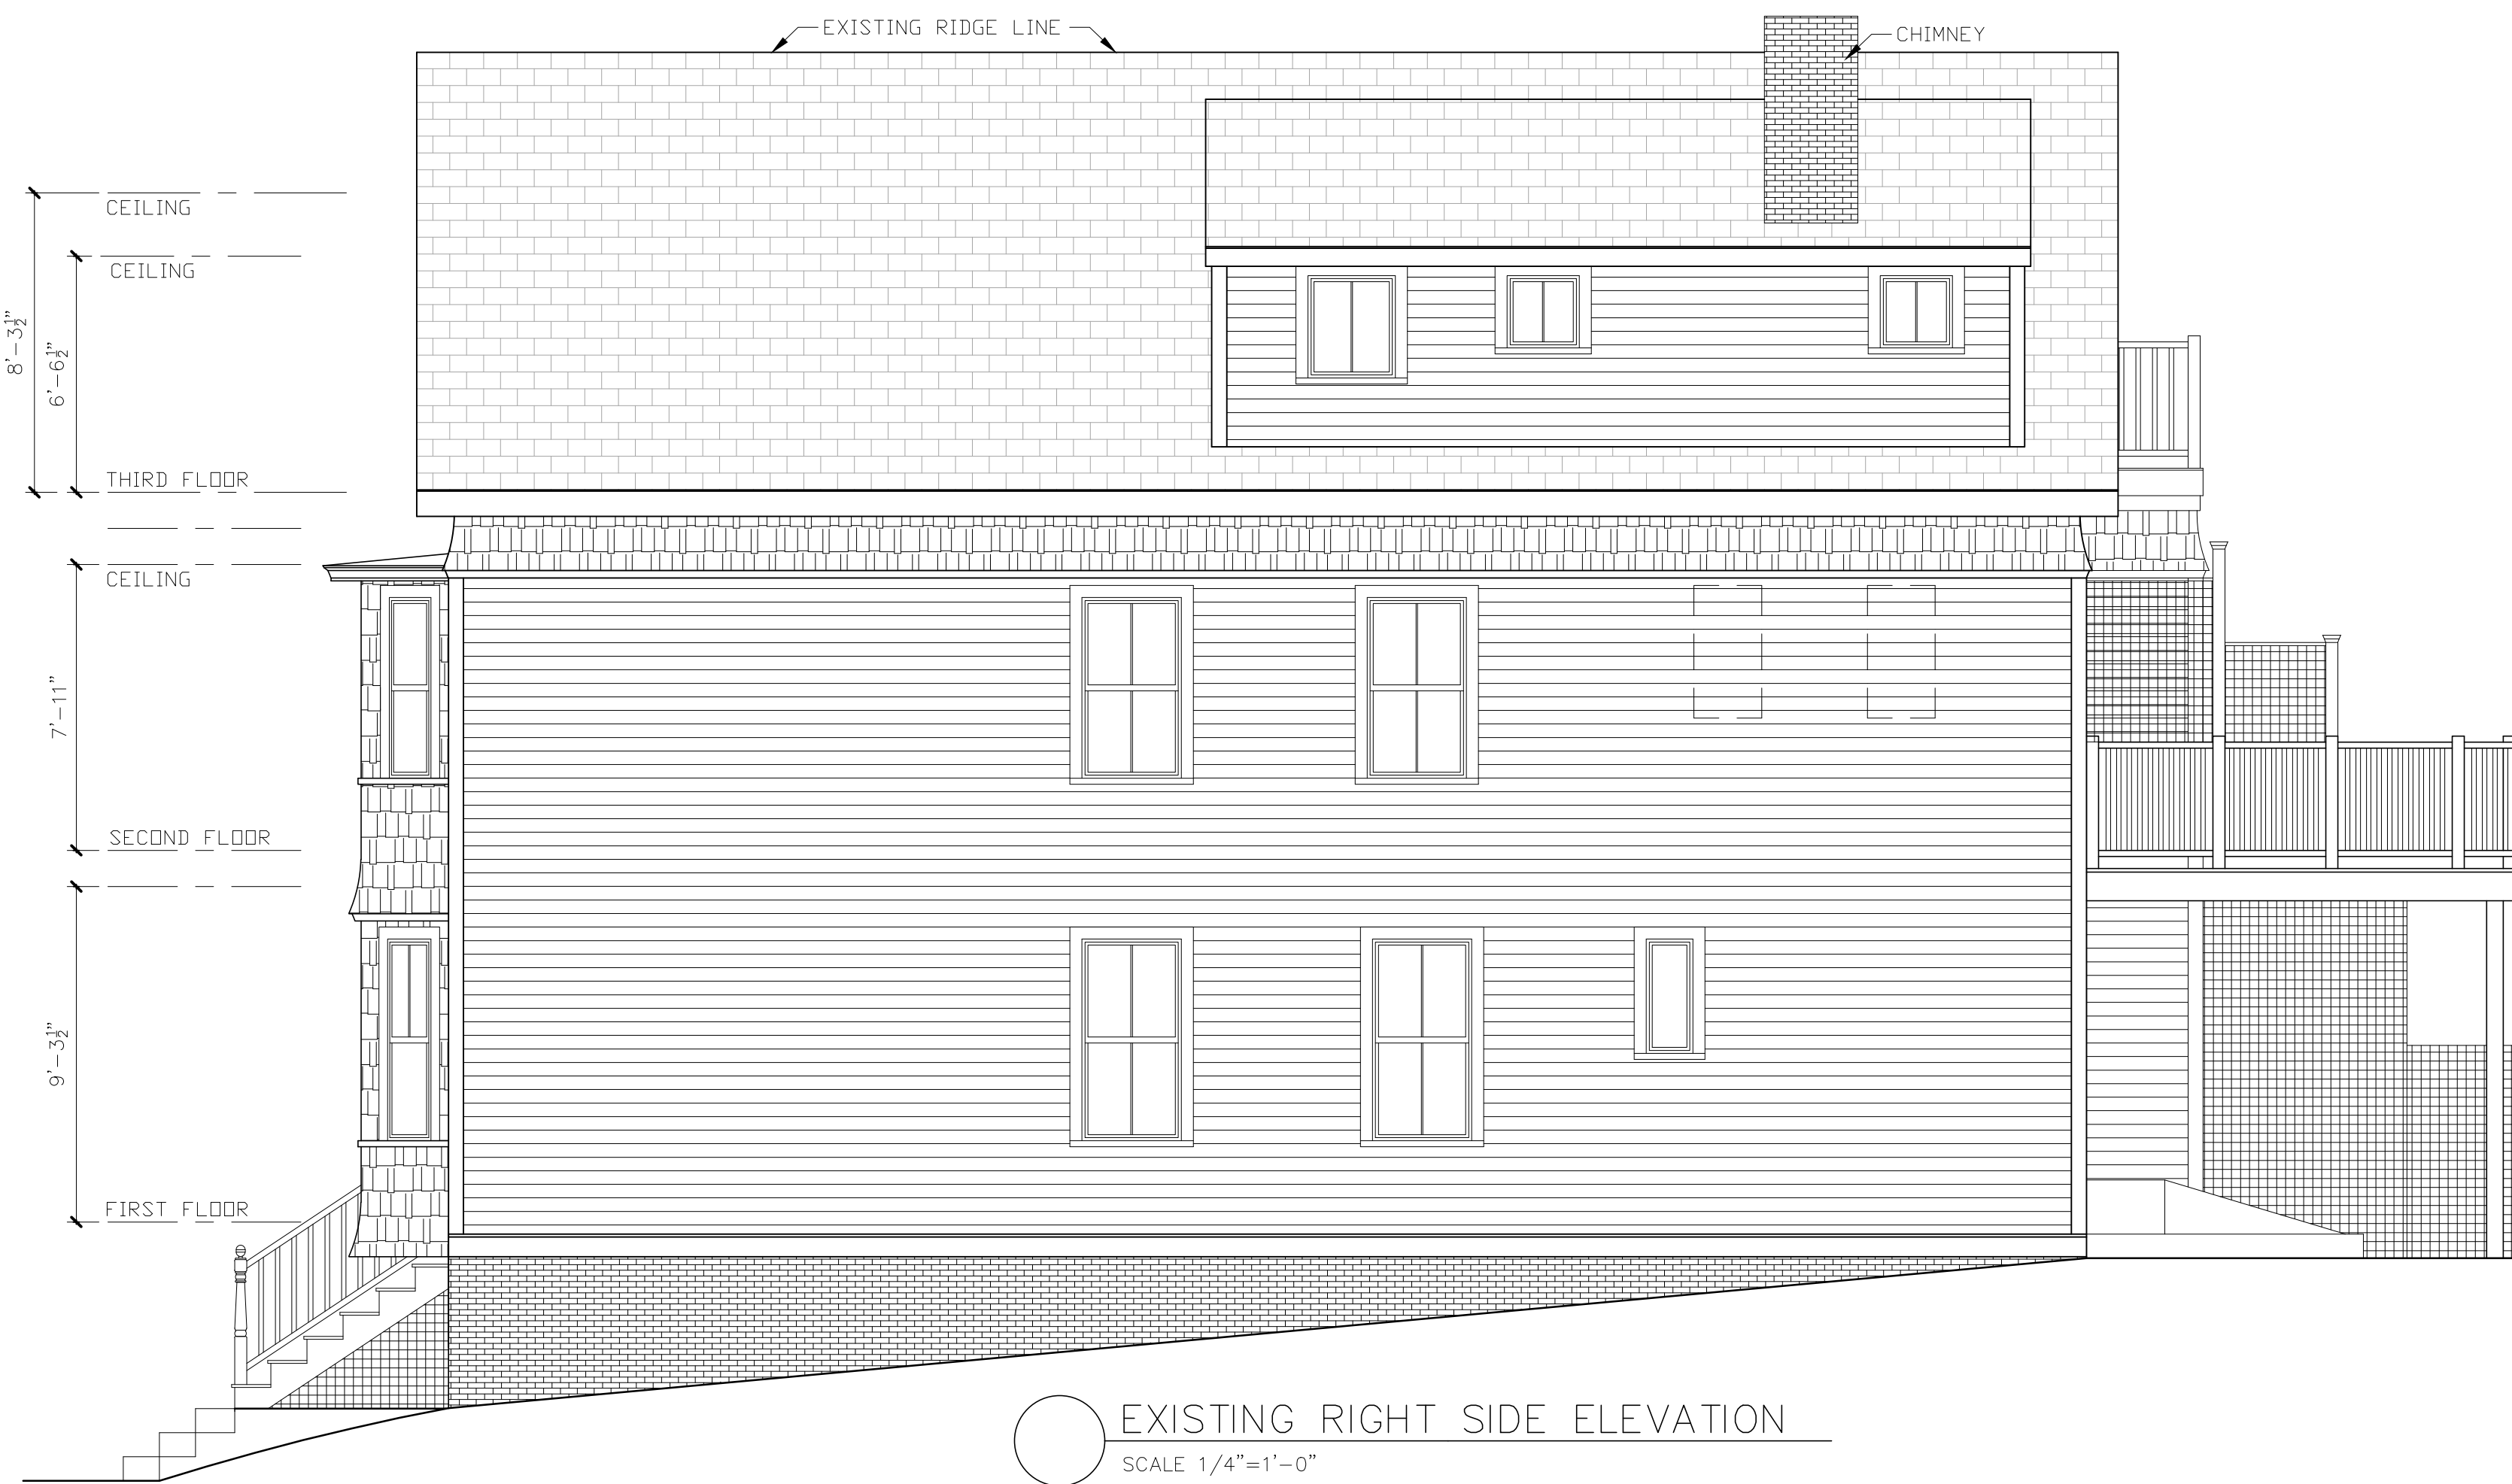 EXISTING RIDGE LINE
CHIMNEY
CEILING
CEILING
8'-3½"
6'-6½"
THIRD FLOOR
CEILING
7'-11"
SECOND FLOOR
9'-3½"
FIRST FLOOR
EXISTING RIGHT SIDE ELEVATION
SCALE 1/4"=1'-0"